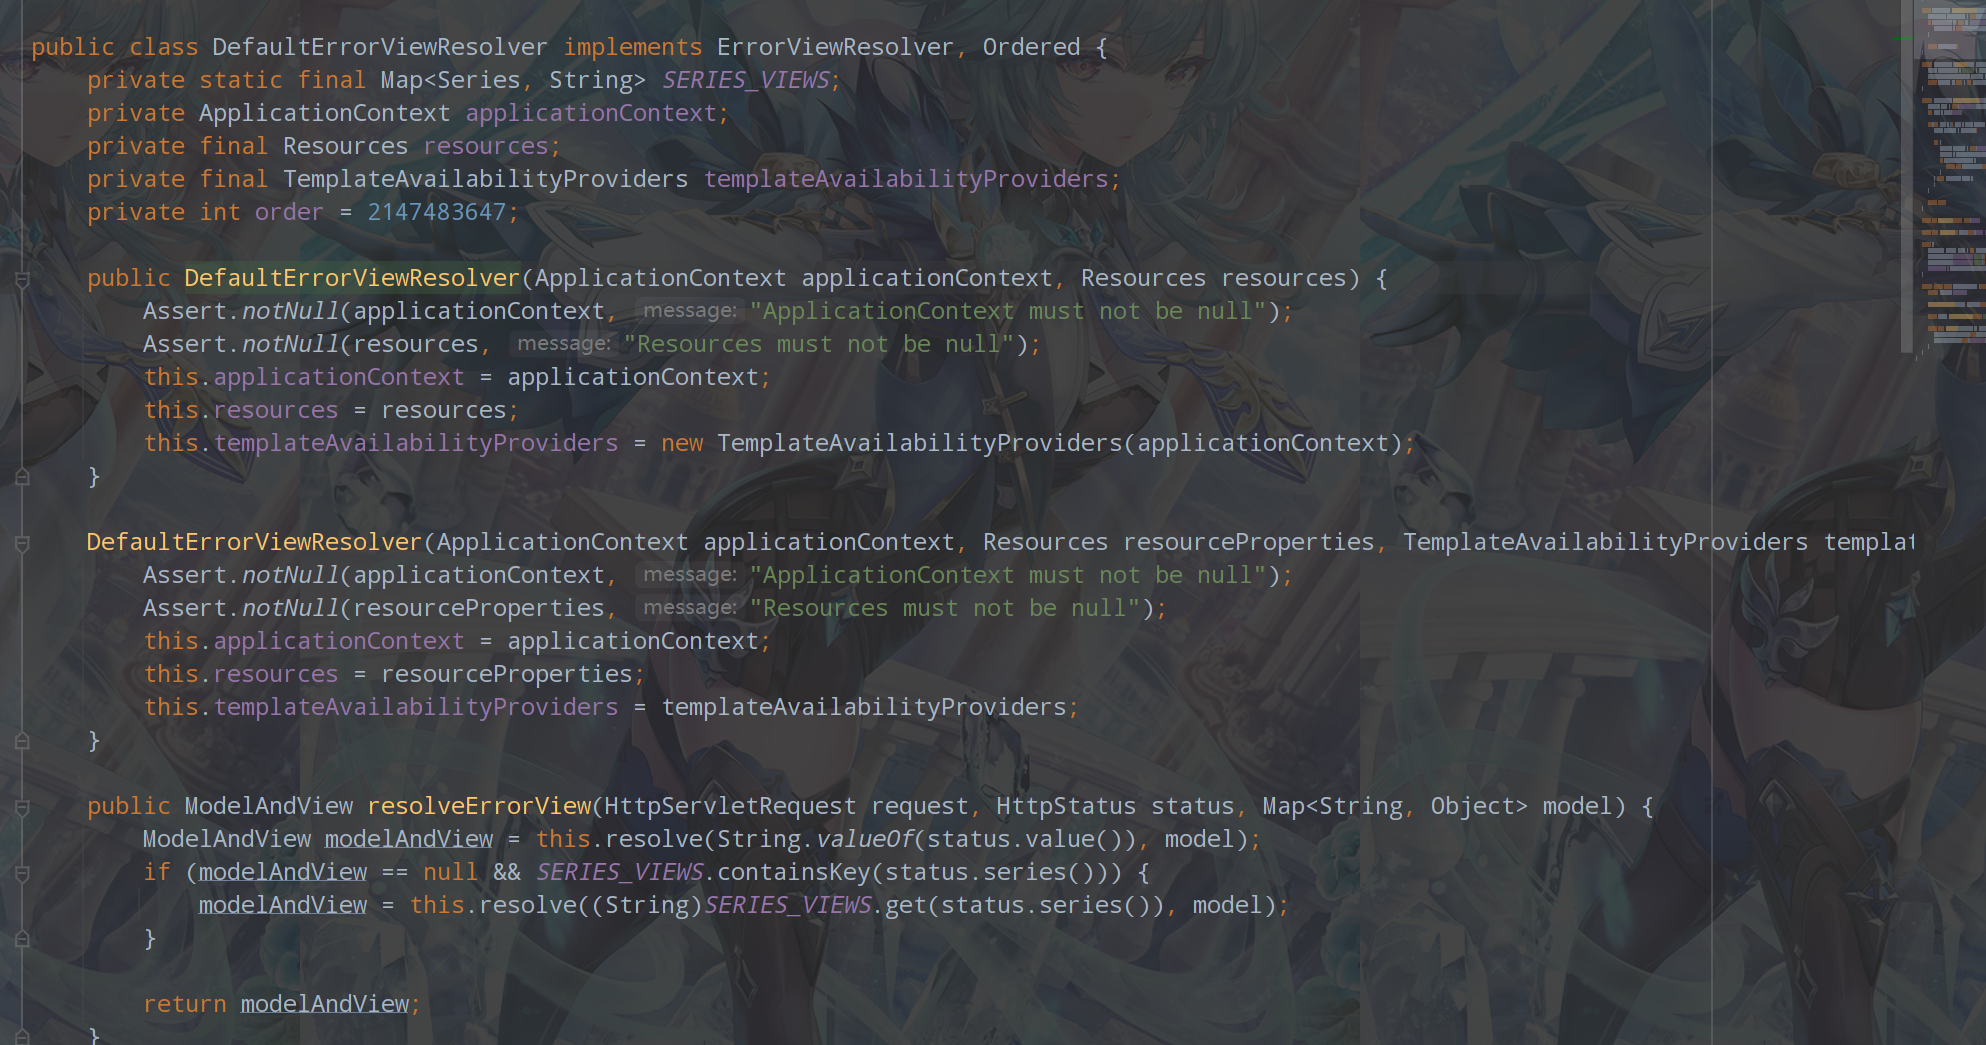 public class DefaultErrorViewResolver implements ErrorViewResolver, Ordered {
private static final Map<Series, String> SERIES_VIEWS;
private ApplicationContext applicationContext;
private final Resources resources;
private final TemplateAvailabilityProviders templateAvailabilityProviders;
private int order = 2147483647;
public DefaultErrorViewResolver(ApplicationContext applicationContext, Resources resources) {
Assert.notNull(applicationContext, message: "ApplicationContext must not be null");
Assert.notNull(resources, message: "Resources must not be null");
this.applicationContext = applicationContext;
this.resources = resources;
this.templateAvailabilityProviders = new TemplateAvailabilityProviders(applicationContext);
}
DefaultErrorViewResolver(ApplicationContext applicationContext, Resources resourceProperties, TemplateAvailabilityProviders templat
Assert.notNull(applicationContext, message: "ApplicationContext must not be null");
Assert.notNull(resourceProperties, message: "Resources must not be null");
this.applicationContext = applicationContext;
this.resources = resourceProperties;
this.templateAvailabilityProviders = templateAvailabilityProviders;
}
public ModelAndView resolveErrorView(HttpServletRequest request, HttpStatus status, Map<String, Object> model) {
ModelAndView modelAndView = this.resolve(String.valueOf(status.value()), model);
if (modelAndView == null && SERIES_VIEWS.containsKey(status.series())) {
modelAndView = this.resolve((String)SERIES_VIEWS.get(status.series()), model);
}
return modelAndView;
}